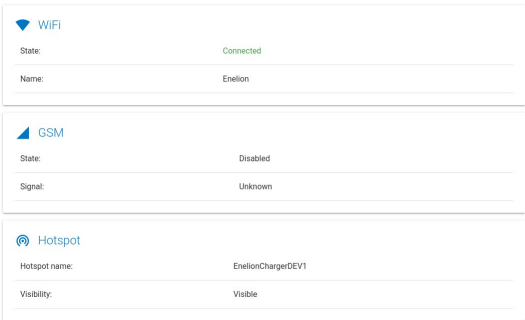 WiFi
State: Connected
Name: Enelion
GSM
State: Disabled
Signal: Unknown
Hotspot
Hotspot name: EnelionChargerDEV1
Visibility: Visible